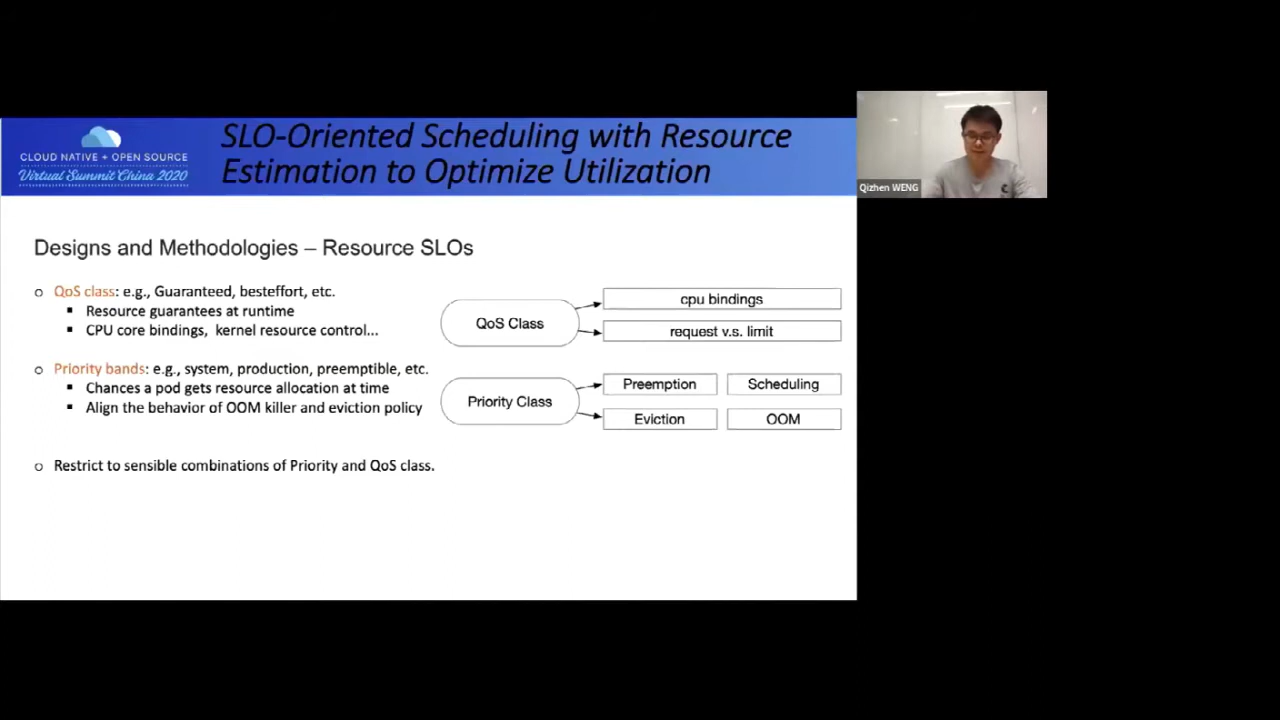 CLOUD NATIVE + OPEN SOURCE
Virtual Summit China 2020
SLO-Oriented Scheduling with Resource
Estimation to Optimize Utilization
Qizhen WENG
Designs and Methodologies – Resource SLOs
QoS class: e.g., Guaranteed, besteffort, etc.
Resource guarantees at runtime
CPU core bindings, kernel resource control...
Priority bands: e.g., system, production, preemptible, etc.
Chances a pod gets resource allocation at time
Align the behavior of OOM killer and eviction policy
Restrict to sensible combinations of Priority and QoS class.
QoS Class
cpu bindings
request v.s. limit
Priority Class
Preemption
Scheduling
Eviction
OOM